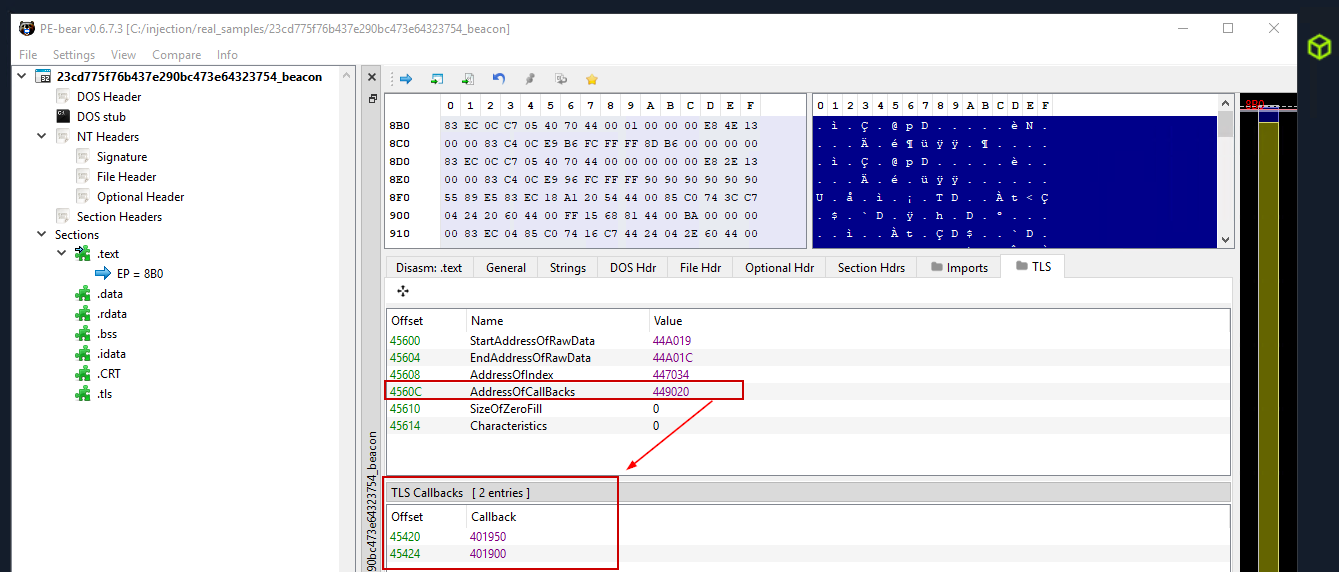 PE-bear v0.6.7.3 [C:/injection/real_samples/23cd775f76b437e290bc473e64323754_beacon]
File Settings View Compare Info
23cd775f76b437e290bc473e64323754_beacon
DOS Header
DOS stub
NT Headers
Signature
File Header
Optional Header
Section Headers
Sections
.text
EP = 8B0
.data
.rdata
.bss
.idata
.CRT
.tls
0 1 2 3 4 5 6 7 8 9 A B C D E F
8B0 83 EC 0C C7 05 40 70 44 00 01 00 00 00 E8 4E 13
8C0 00 00 83 C4 0C E9 B6 FC FF FF 8D B6 00 00 00 00
8D0 83 EC 0C C7 05 40 70 44 00 00 00 00 00 E8 2E 13
8E0 00 00 83 C4 0C E9 96 FC FF FF 90 90 90 90 90 90
8F0 55 89 E5 83 EC 18 A1 20 54 44 00 85 C0 74 3C C7
900 04 24 20 60 44 00 FF 15 68 81 44 00 BA 00 00 00
910 00 83 EC 04 85 C0 74 16 C7 44 24 04 2E 60 44 00
0 1 2 3 4 5 6 7 8 9 A B C D E F
. ì . Ç . @ p D . . . . . è N .
. . . Ä . é ¶ ü ÿ ÿ . ¶ . . . .
. ì . Ç . @ p D . . . . . è . .
. . . Ä . é . ü ÿ ÿ . . . . . .
U . å . ì . ¡ . T D . . À t < Ç
. $ . ` D . ÿ . h . D . º . . .
. . ì . . À t . Ç D $ . . ` D .
8B0
Disasm: .text General Strings DOS Hdr File Hdr Optional Hdr Section Hdrs Imports TLS
Offset Name Value
45600 StartAddressOfRawData 44A019
45604 EndAddressOfRawData 44A01C
45608 AddressOfIndex 447034
4560C AddressOfCallBacks 449020
45610 SizeOfZeroFill 0
45614 Characteristics 0
TLS Callbacks [ 2 entries ]
Offset Callback
45420 401950
45424 401900
90bc473e64323754_beacon